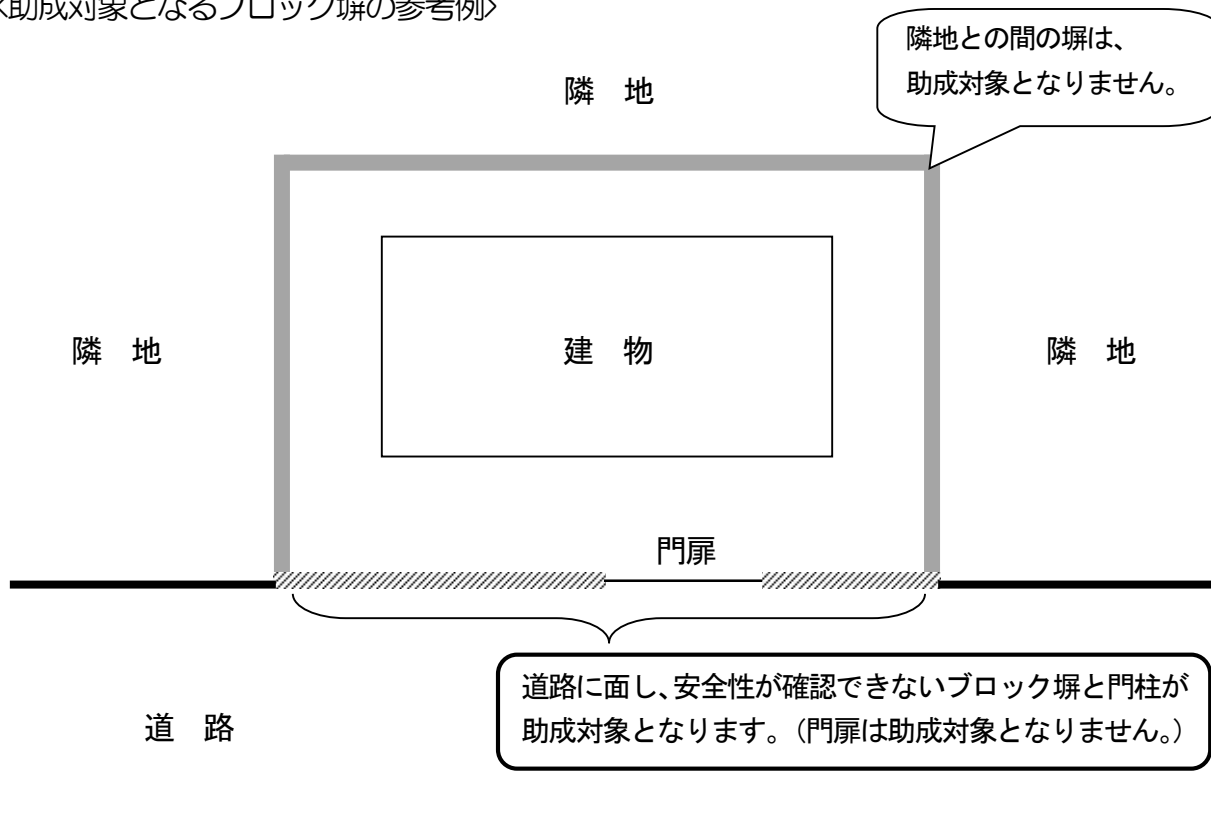 <助成対象となるブロック塀の参考例>
隣地との間の塀は、
助成対象となりません。
隣　地
隣　地
建　物
隣　地
門扉
道路に面し、安全性が確認できないブロック塀と門柱が
助成対象となります。（門扉は助成対象となりません。）
道　路